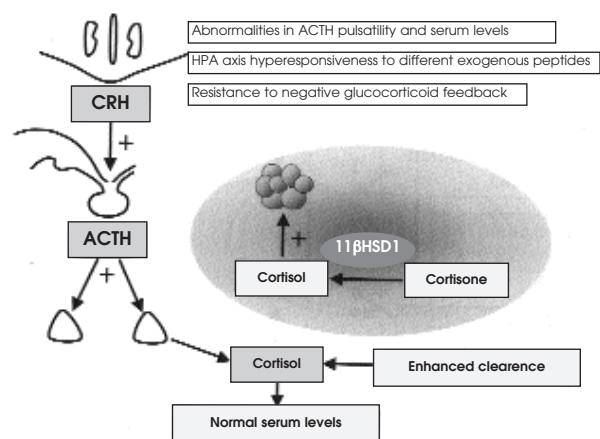 Abnormalities in ACTH pulsatility and serum levels
HPA axis hyperesponsiveness to different exogenous peptides
Resistance to negative glucocorticoid feedback
CRH
+
ACTH
+
11βHSD1
+
Cortisol
Cortisone
Cortisol
Enhanced clearence
Normal serum levels